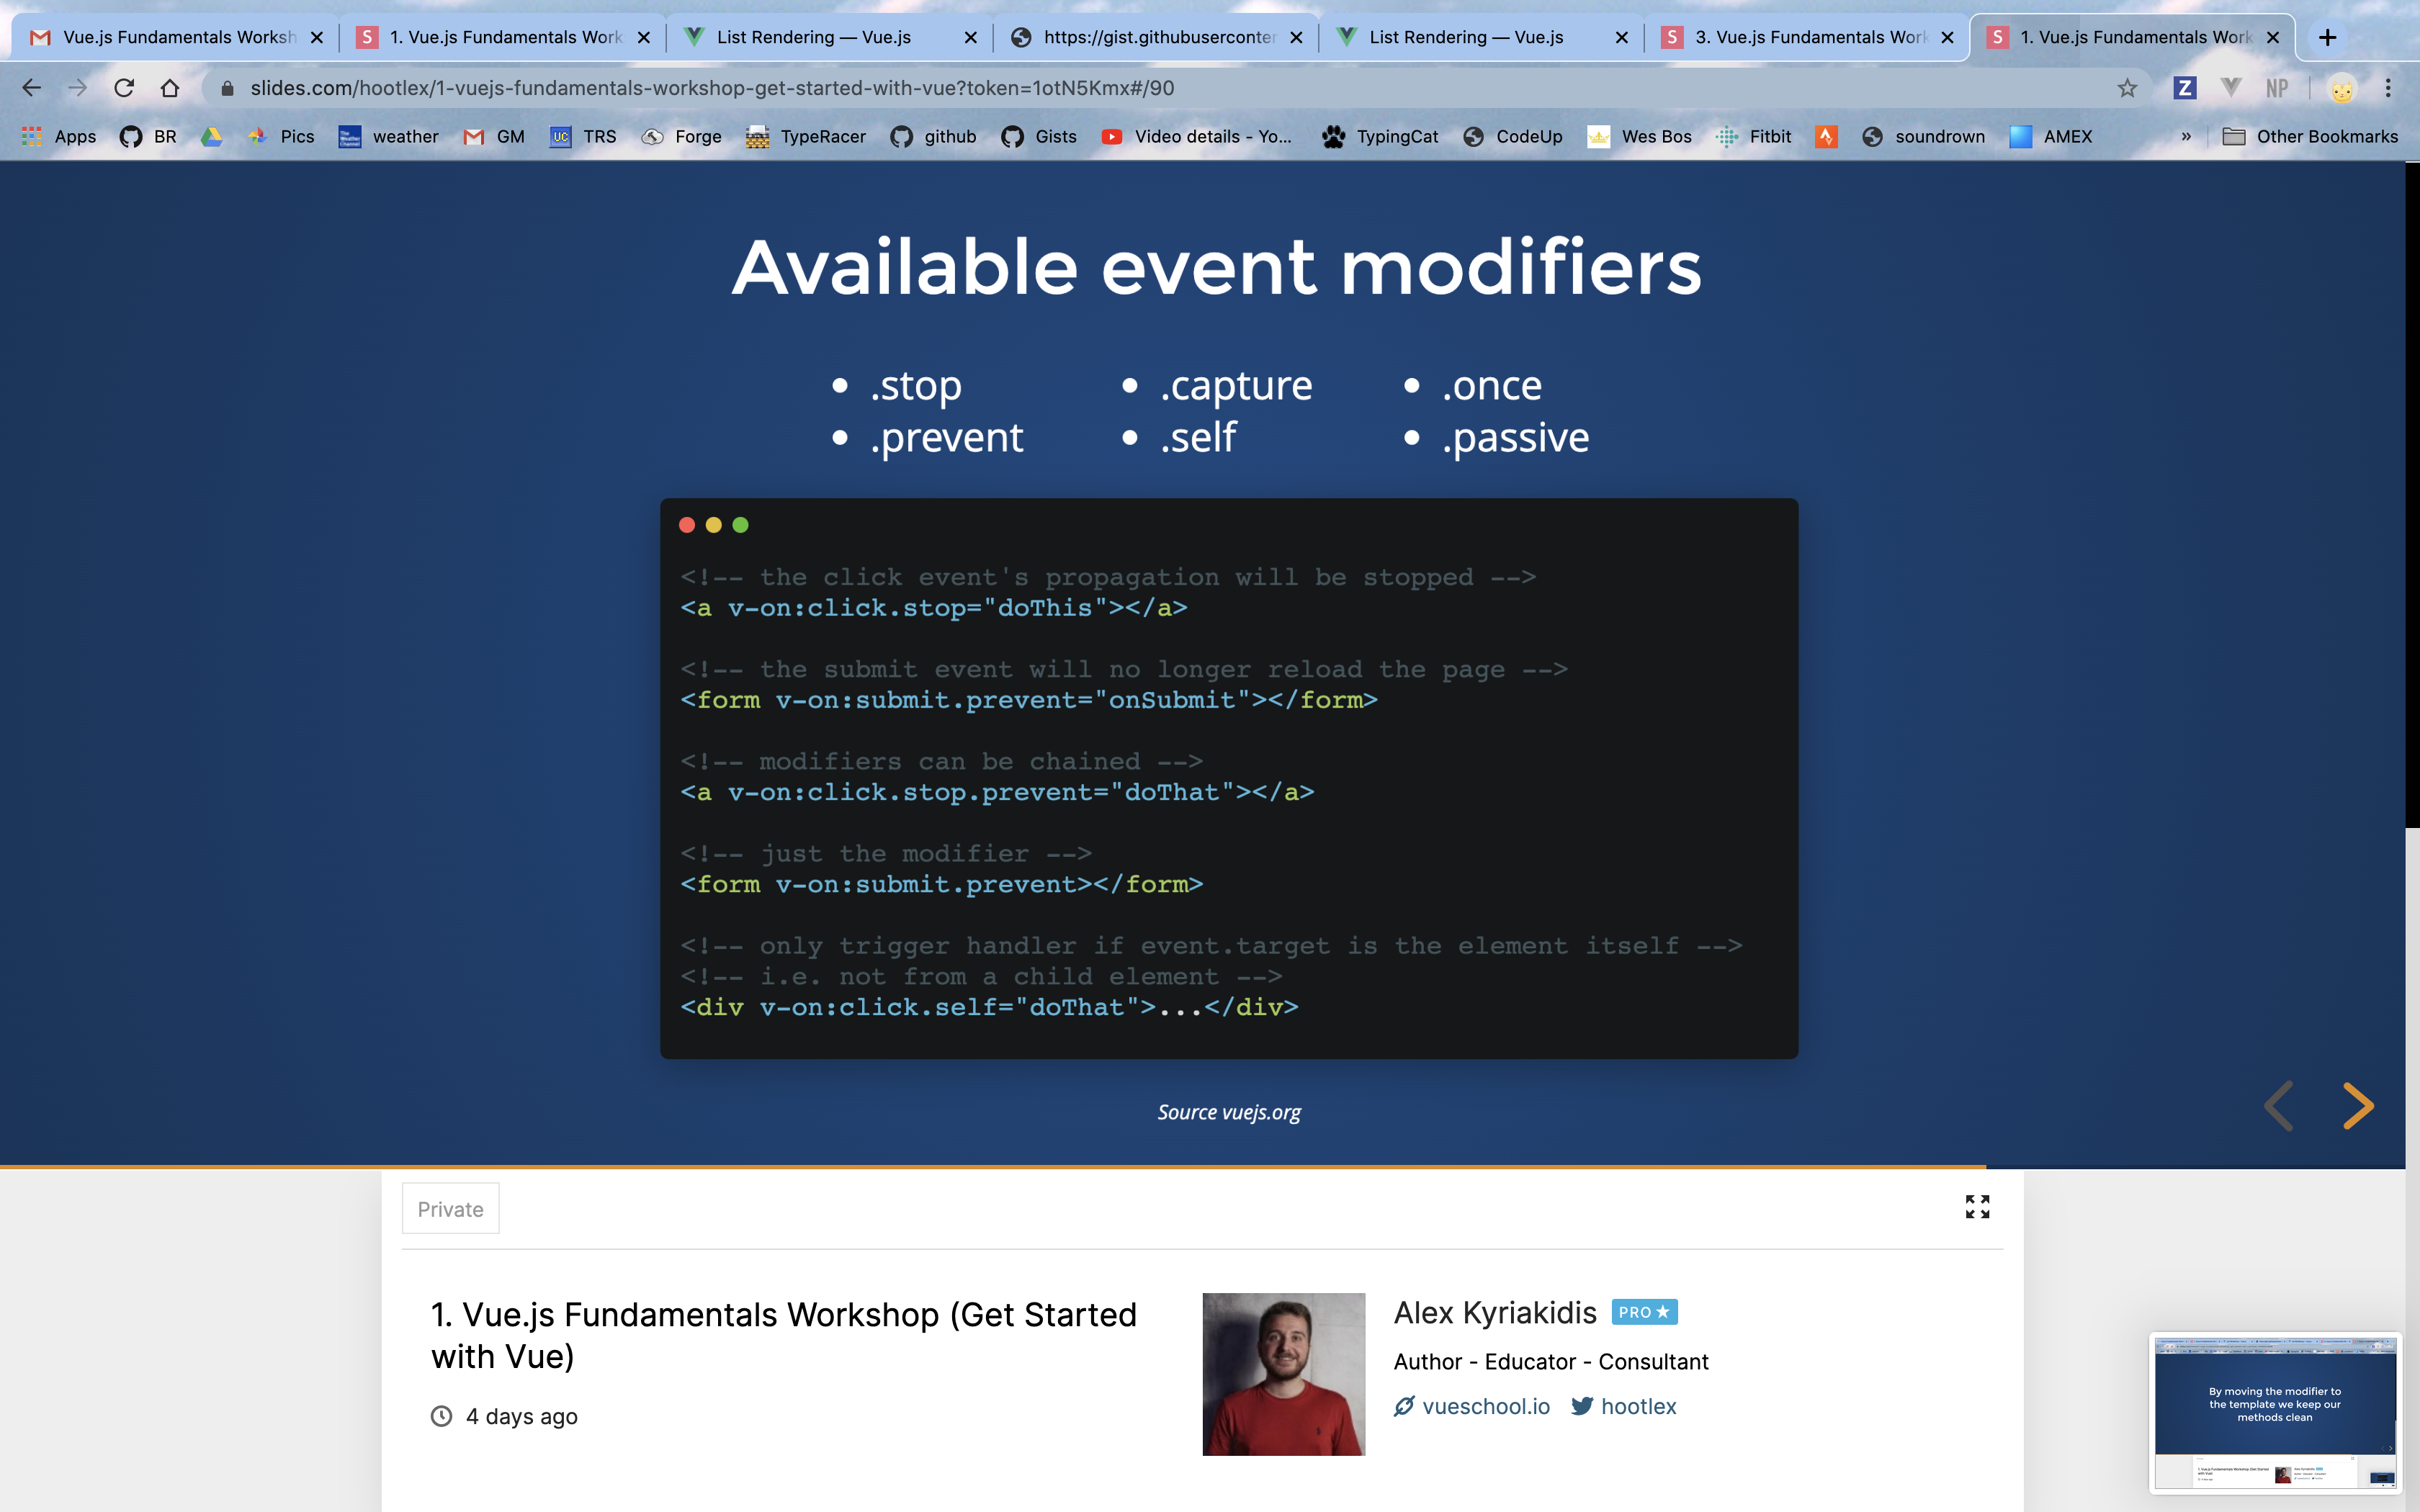 Vue.js Fundamentals Worksh
1. Vue.js Fundamentals Work
List Rendering — Vue.js
https://gist.githubuserconter
List Rendering — Vue.js
3. Vue.js Fundamentals Work
1. Vue.js Fundamentals Work
slides.com/hootlex/1-vuejs-fundamentals-workshop-get-started-with-vue?token=1otN5Kmx#/90
Z
NP
Apps
BR
Pics
weather
GM
UC TRS
Forge
TypeRacer
github
Gists
Video details - Yo...
TypingCat
CodeUp
Wes Bos
Fitbit
soundrown
AMEX
»
Other Bookmarks
Available event modifiers
• .stop
• .prevent
• .capture
• .self
• .once
• .passive
<!-- the click event's propagation will be stopped -->
<a v-on:click.stop="doThis"></a>
<!-- the submit event will no longer reload the page -->
<form v-on:submit.prevent="onSubmit"></form>
<!-- modifiers can be chained -->
<a v-on:click.stop.prevent="doThat"></a>
<!-- just the modifier -->
<form v-on:submit.prevent></form>
<!-- only trigger handler if event.target is the element itself -->
<!-- i.e. not from a child element -->
<div v-on:click.self="doThat">...</div>
Source vuejs.org
Private
1. Vue.js Fundamentals Workshop (Get Started
with Vue)
4 days ago
Alex Kyriakidis PRO
Author - Educator - Consultant
vueschool.io hootlex
By moving the modifier to
the template we keep our
methods clean